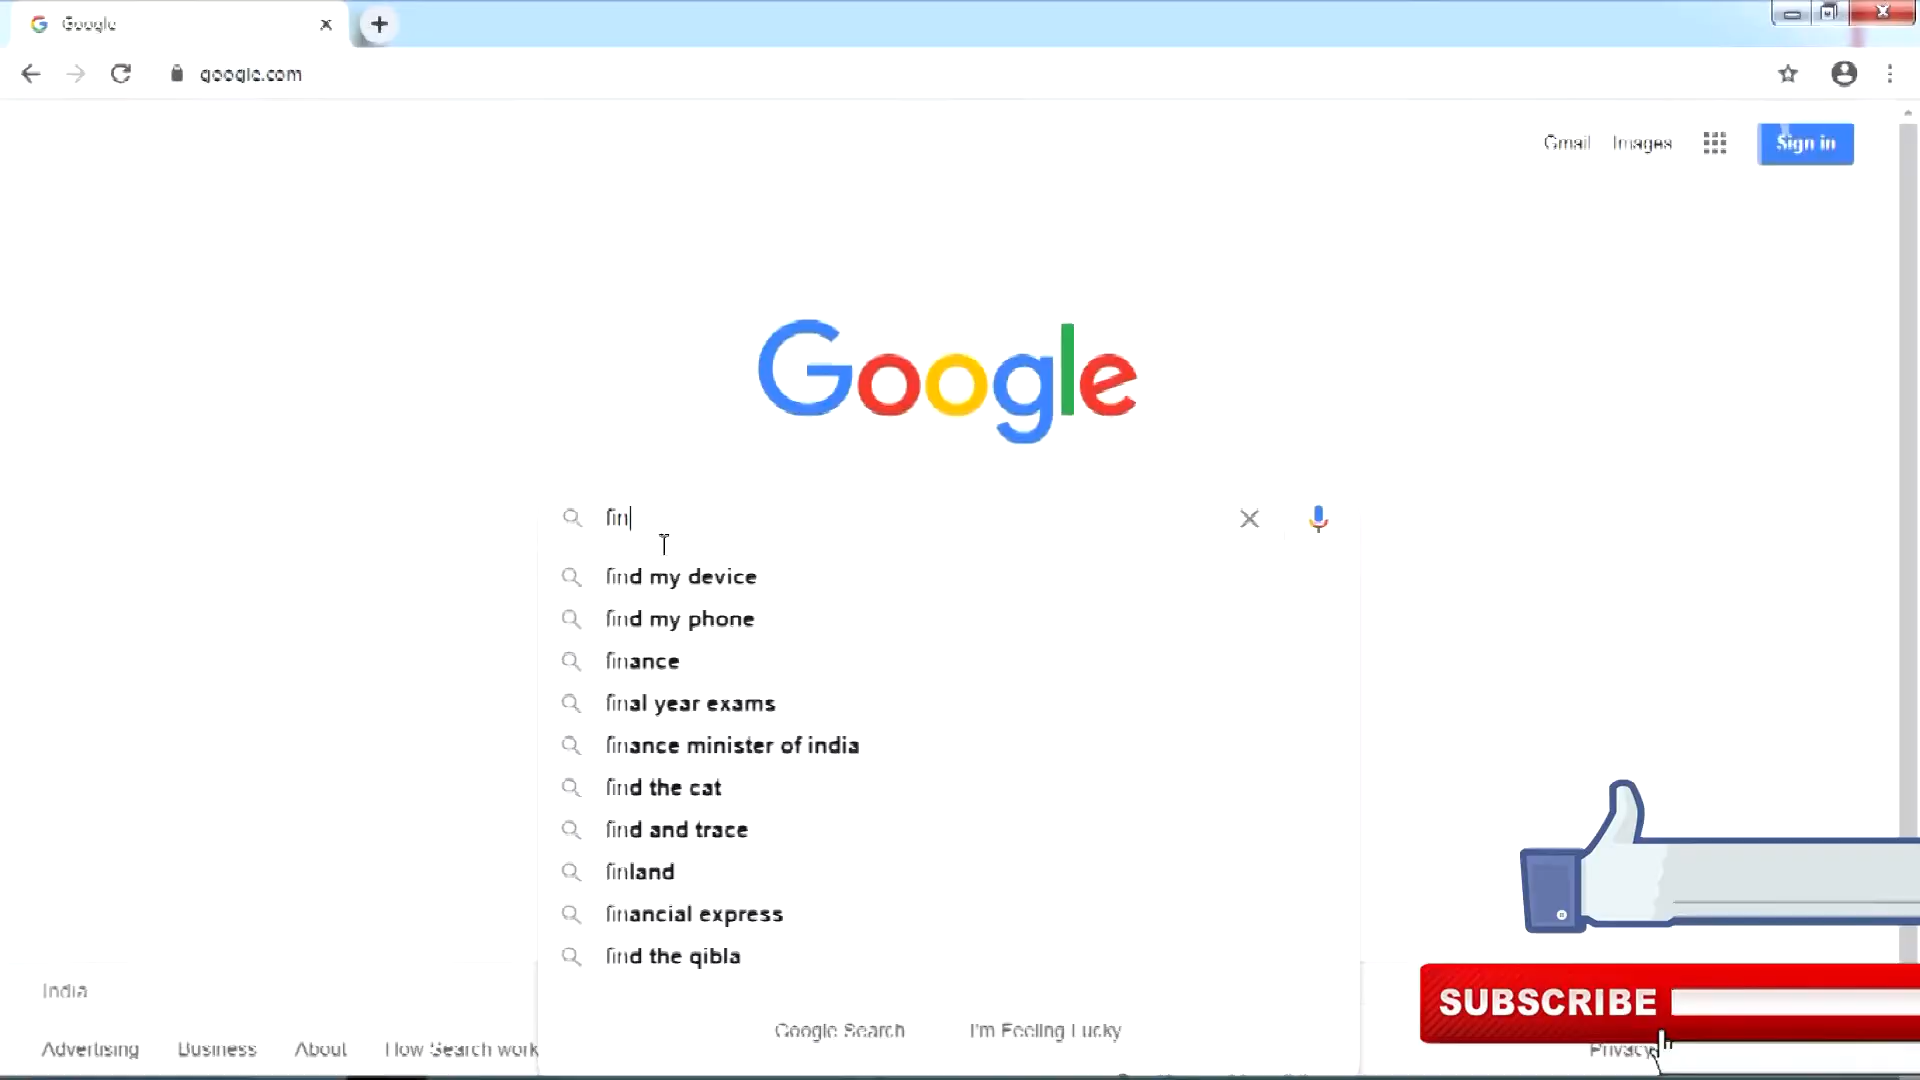 Google
google.com
Gmail Images Sign in
Google
fin
find my device
find my phone
finance
final year exams
finance minister of india
find the cat
find and trace
finland
financial express
find the qibla
India
SUBSCRIBE
Google Search I'm Feeling Lucky
Advertising Business About How Search work Privacy